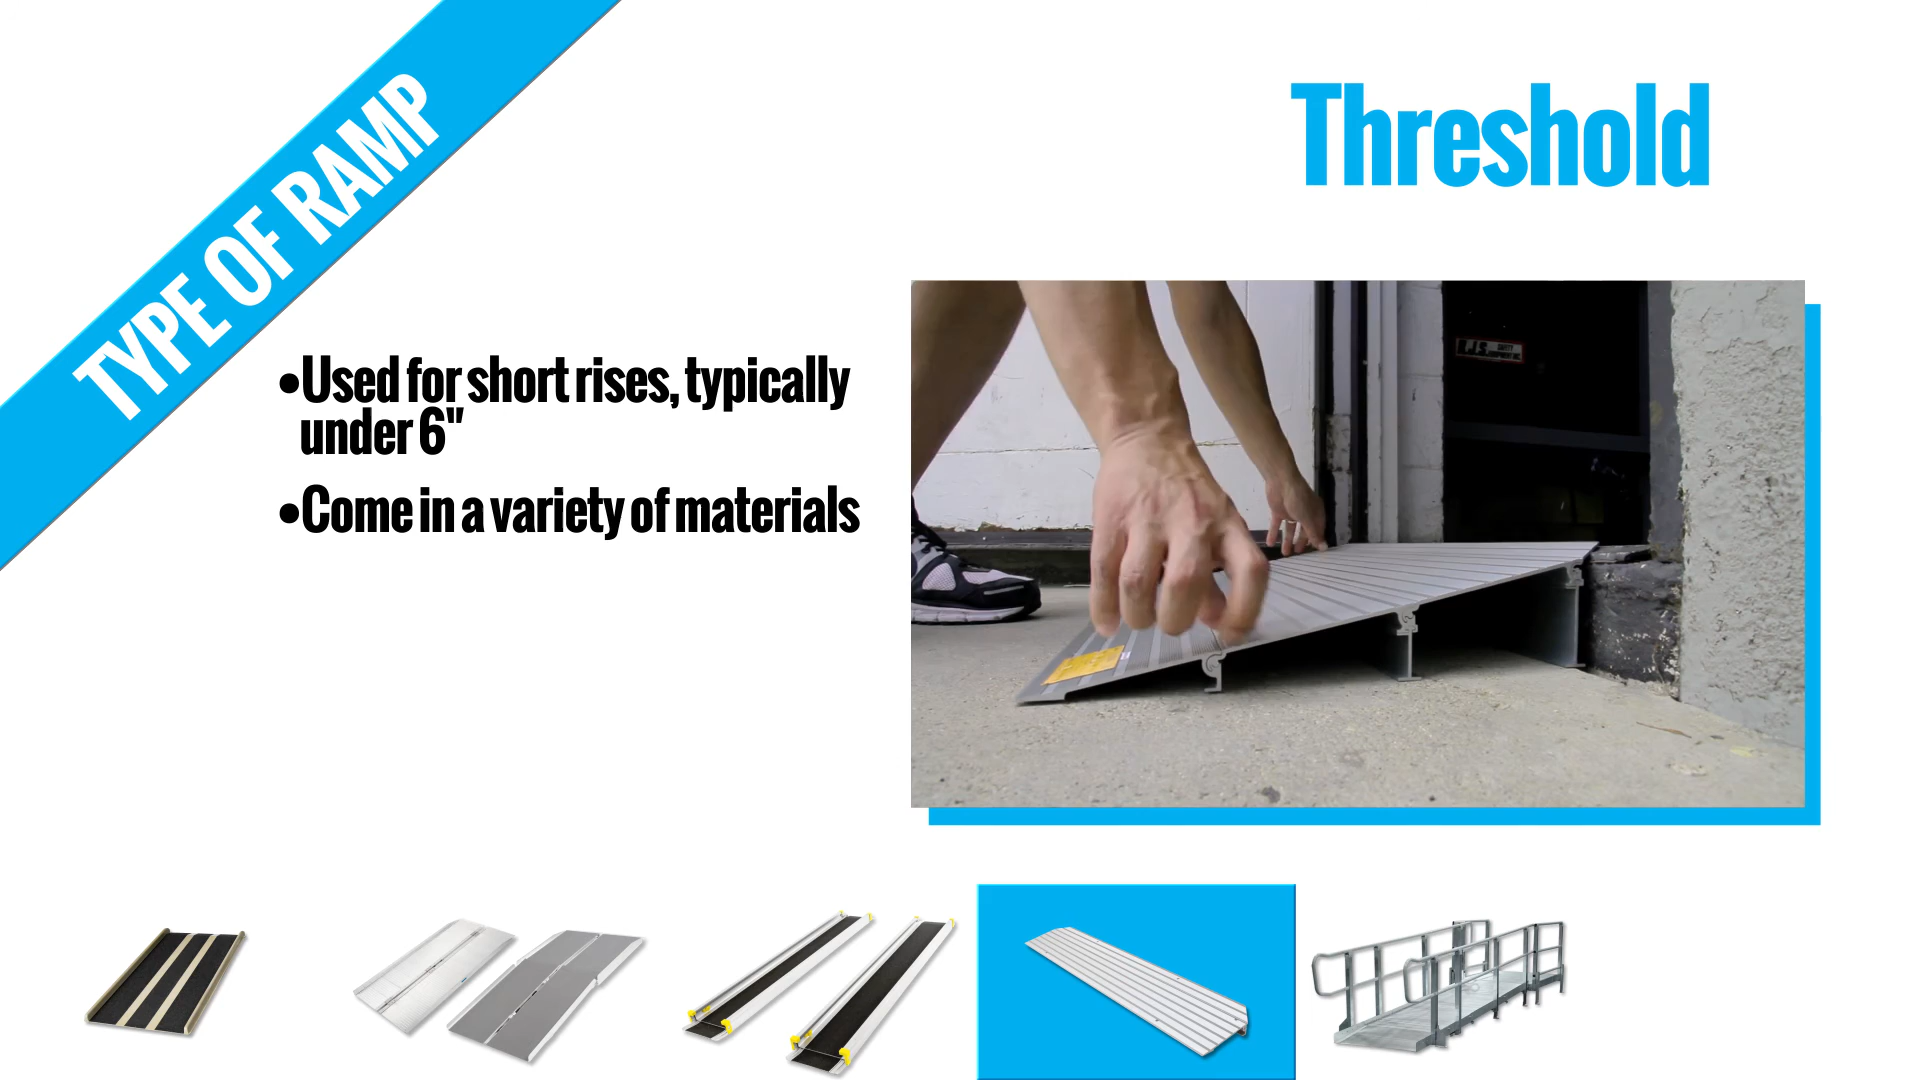 TYPE OF RAMP
Threshold
•Used for short rises, typically
under 6"
•Come in a variety of materials